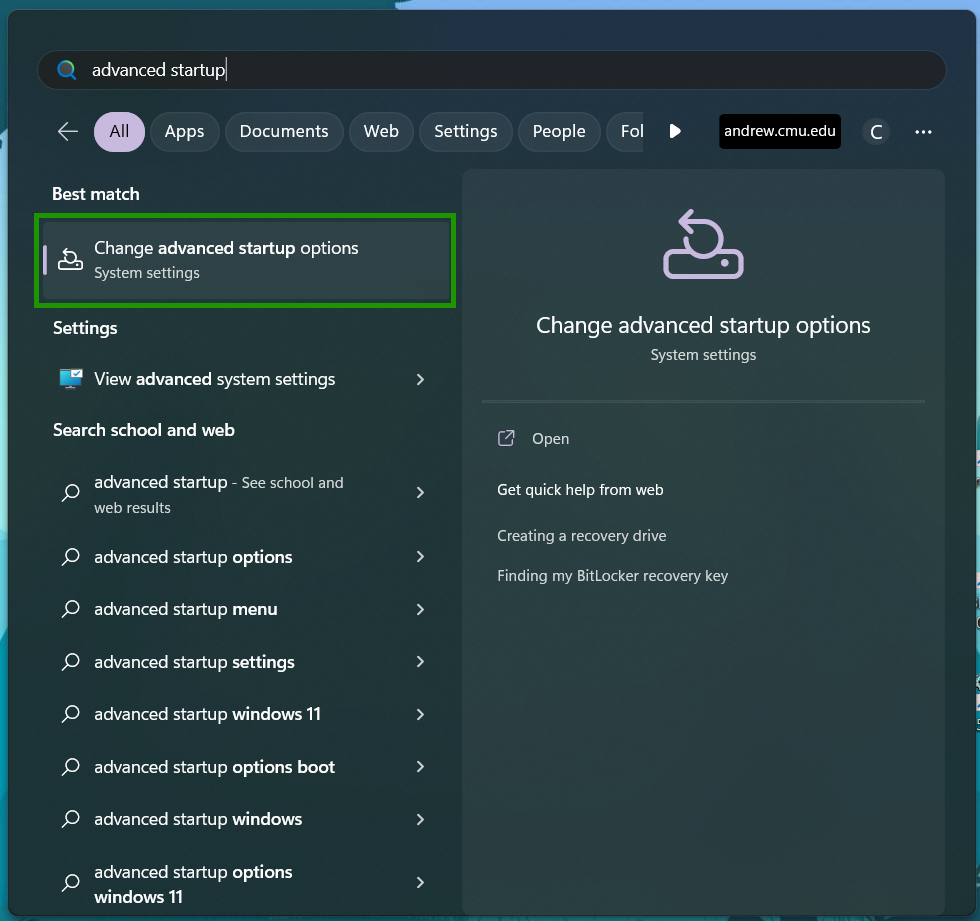 advanced startup
All Apps Documents Web Settings People Fol andrew.cmu.edu C
Best match
Change advanced startup options
System settings
Settings
View advanced system settings
Search school and web
advanced startup - See school and
web results
advanced startup options
advanced startup menu
advanced startup settings
advanced startup windows 11
advanced startup options boot
advanced startup windows
advanced startup options
windows 11
Change advanced startup options
System settings
Open
Get quick help from web
Creating a recovery drive
Finding my BitLocker recovery key